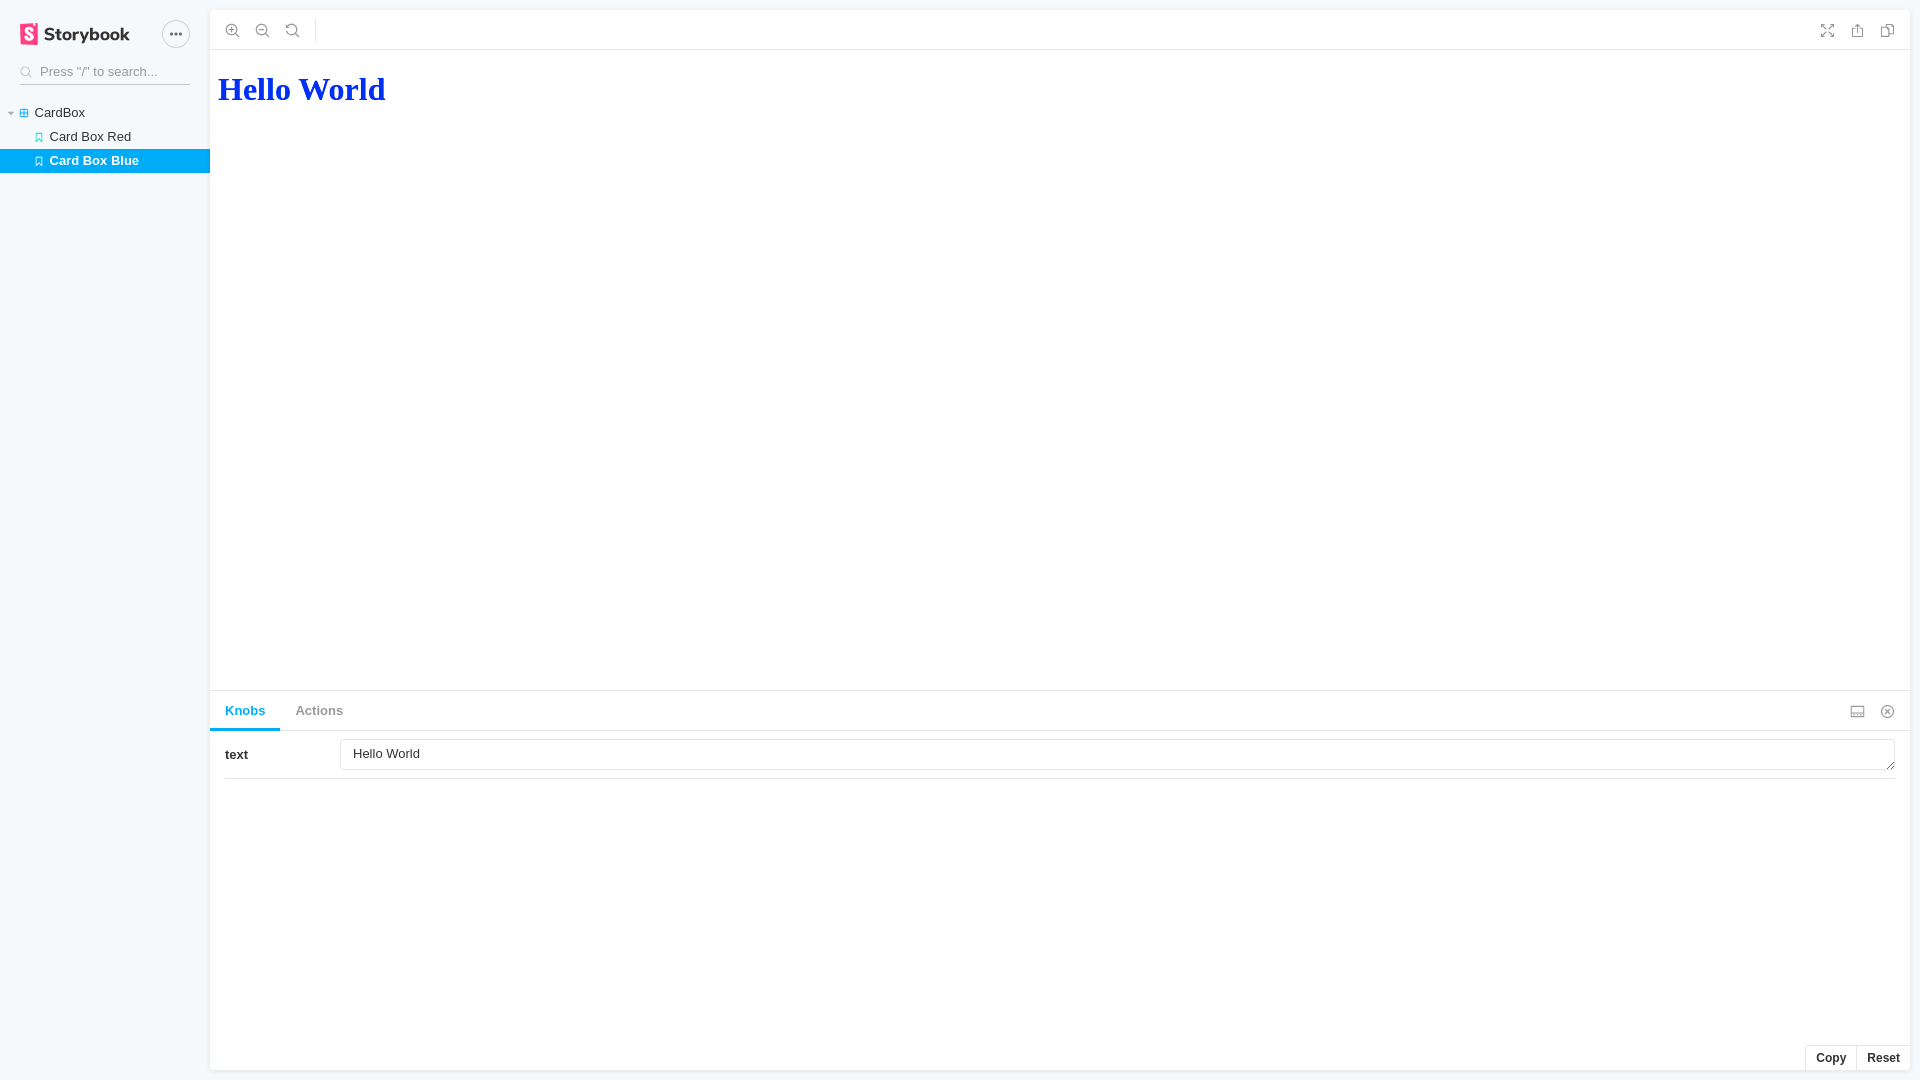 Storybook
Press "/" to search...
CardBox
Card Box Red
Card Box Blue
Hello World
Knobs
Actions
text
Hello World
Copy
Reset